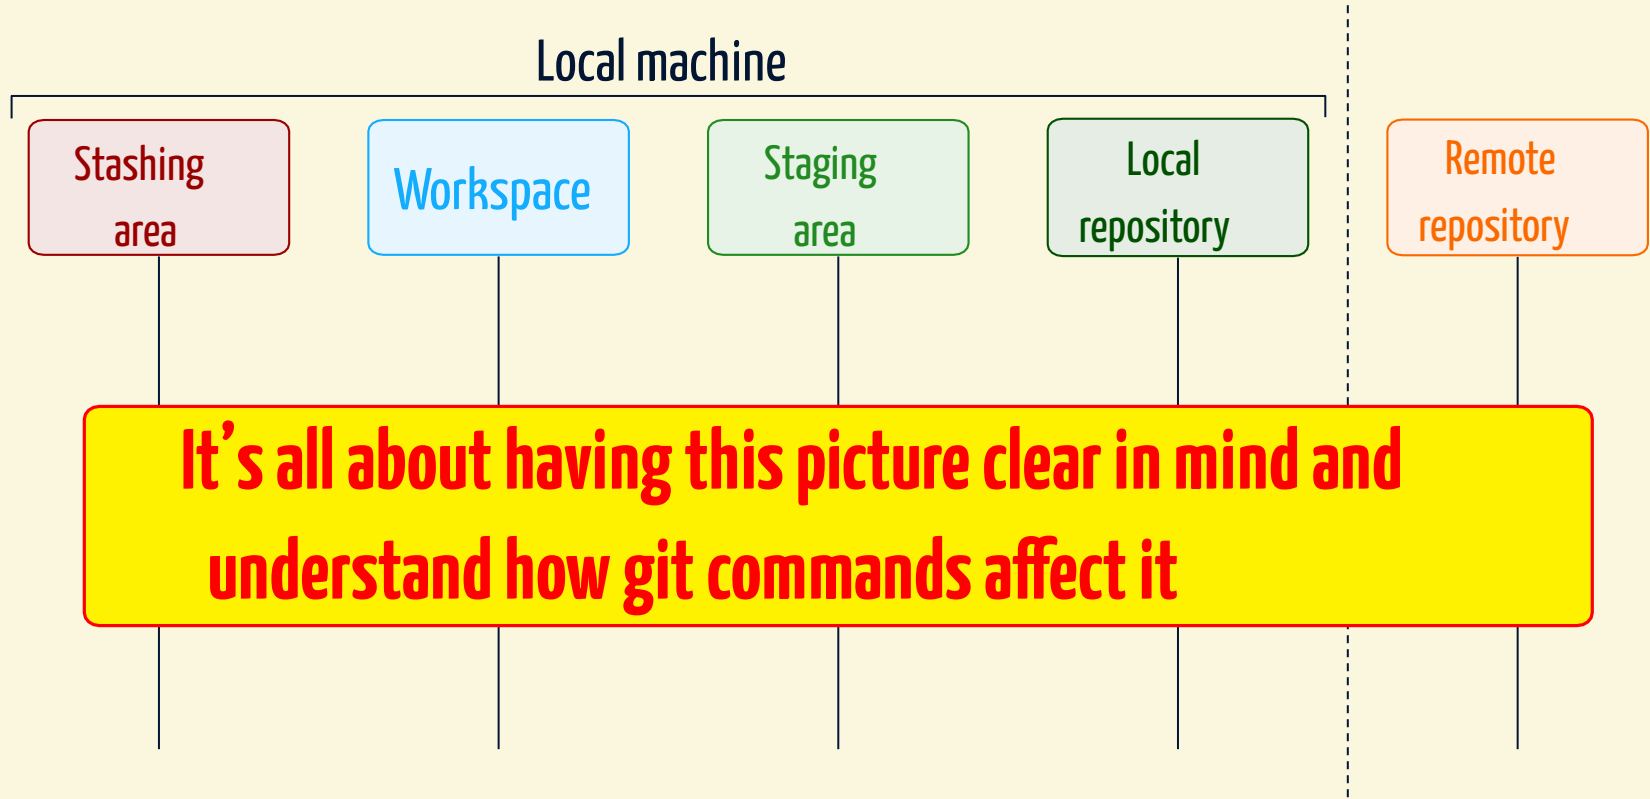 Local machine
Stashing
area
Workspace
Staging
area
Local
repository
Remote
repository
It’s all about having this picture clear in mind and
understand how git commands affect it